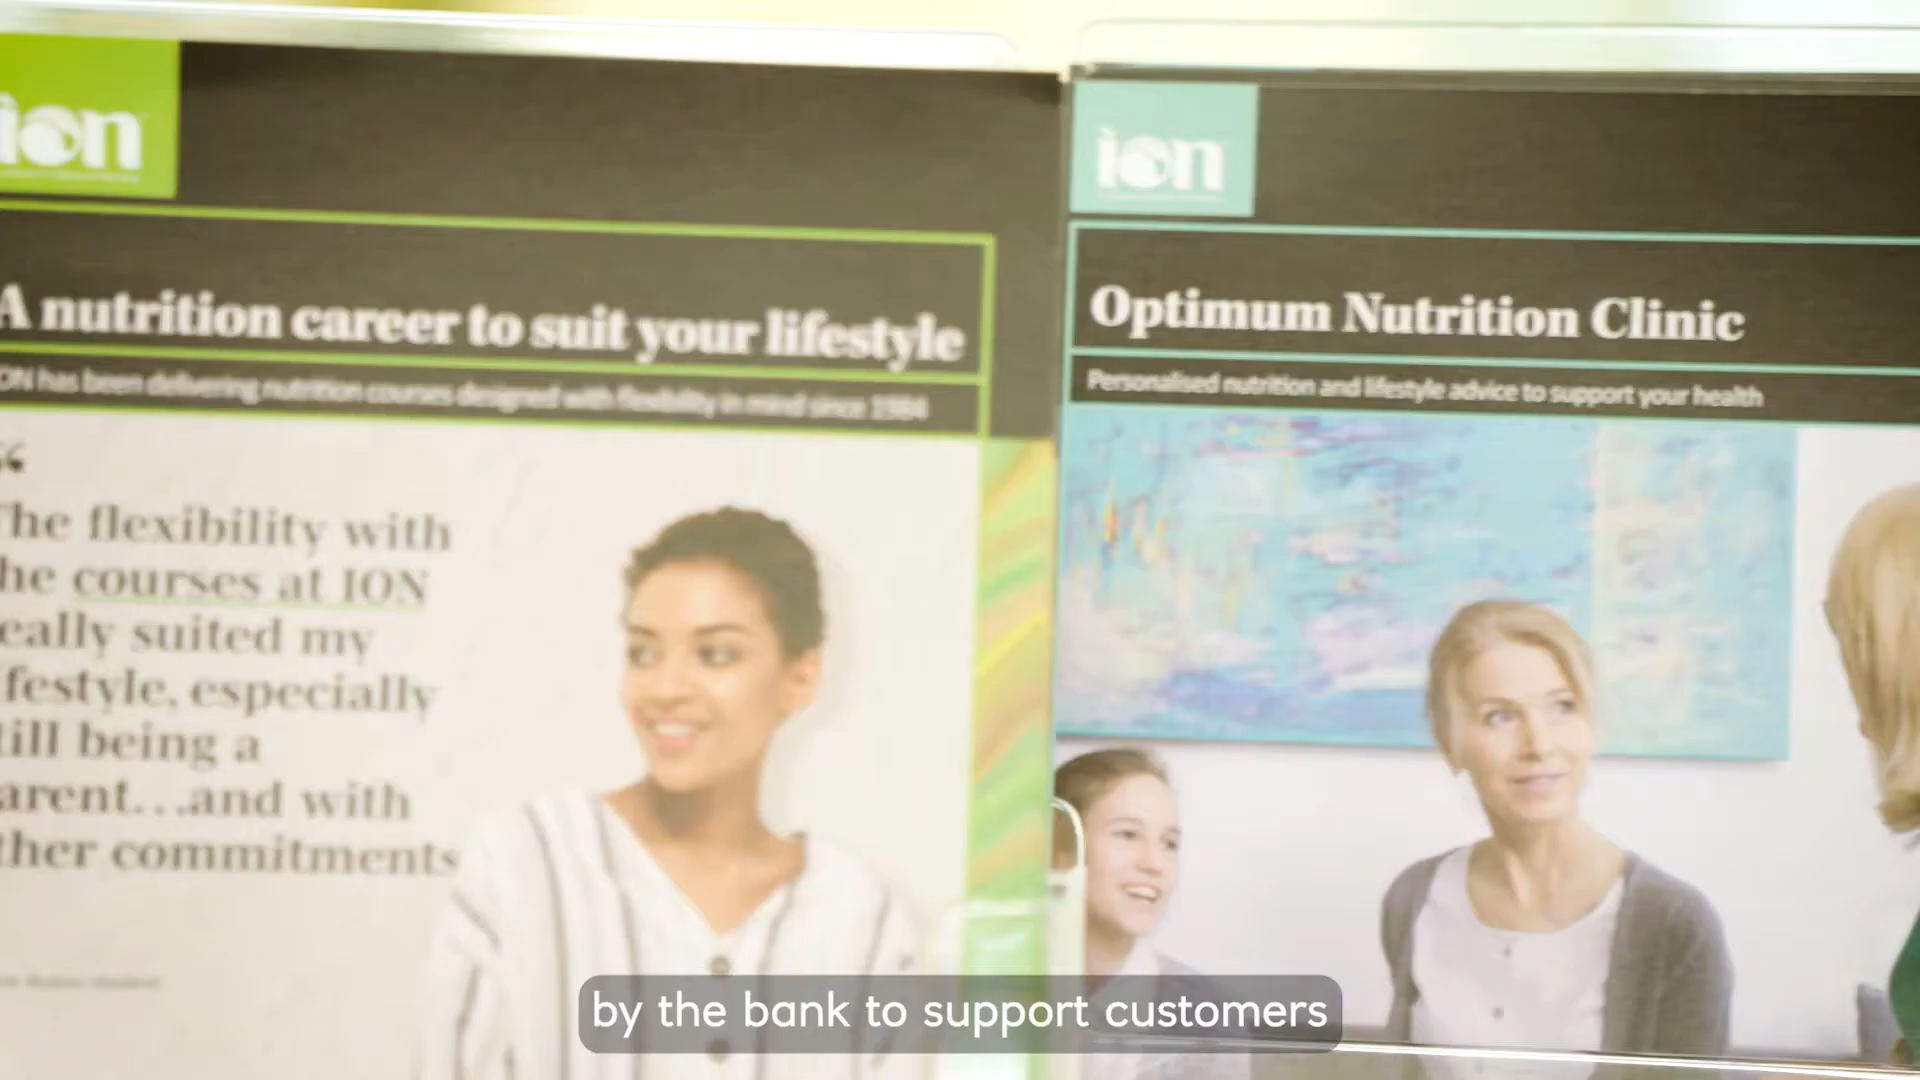 ion
A nutrition career to suit your lifestyle
ON has been delivering nutrition courses designed with flexibility in mind since 1984
“
The flexibility with
he courses at ION
eally suited my
festyle, especially
till being a
arent...and with
ther commitments
ion
Optimum Nutrition Clinic
Personalised nutrition and lifestyle advice to support your health
by the bank to support customers